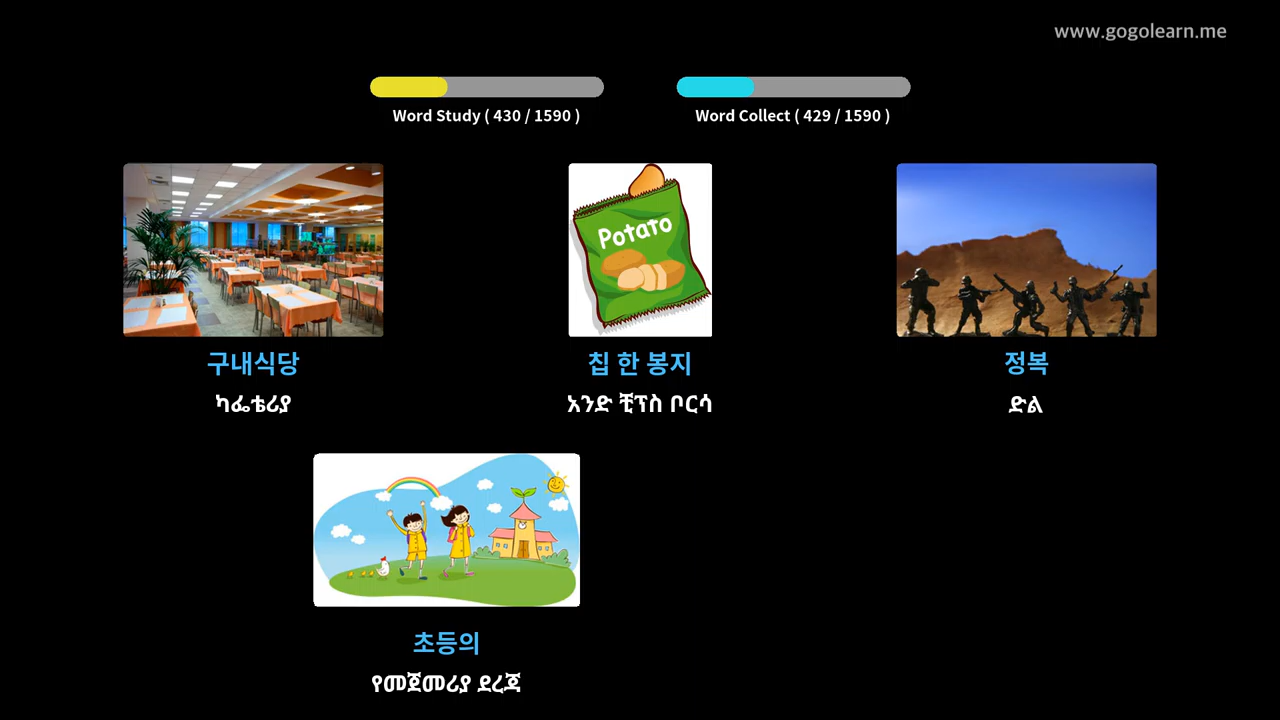 www.gogolearn.me
Word Study ( 430 / 1590 )
Word Collect ( 429 / 1590 )
Potato
구내식당
칩 한 봉지
정복
ካፌቴሪያ
አንድ ቺፕስ ቦርሳ
ድል
초등의
የመጀመሪያ ደረጃ